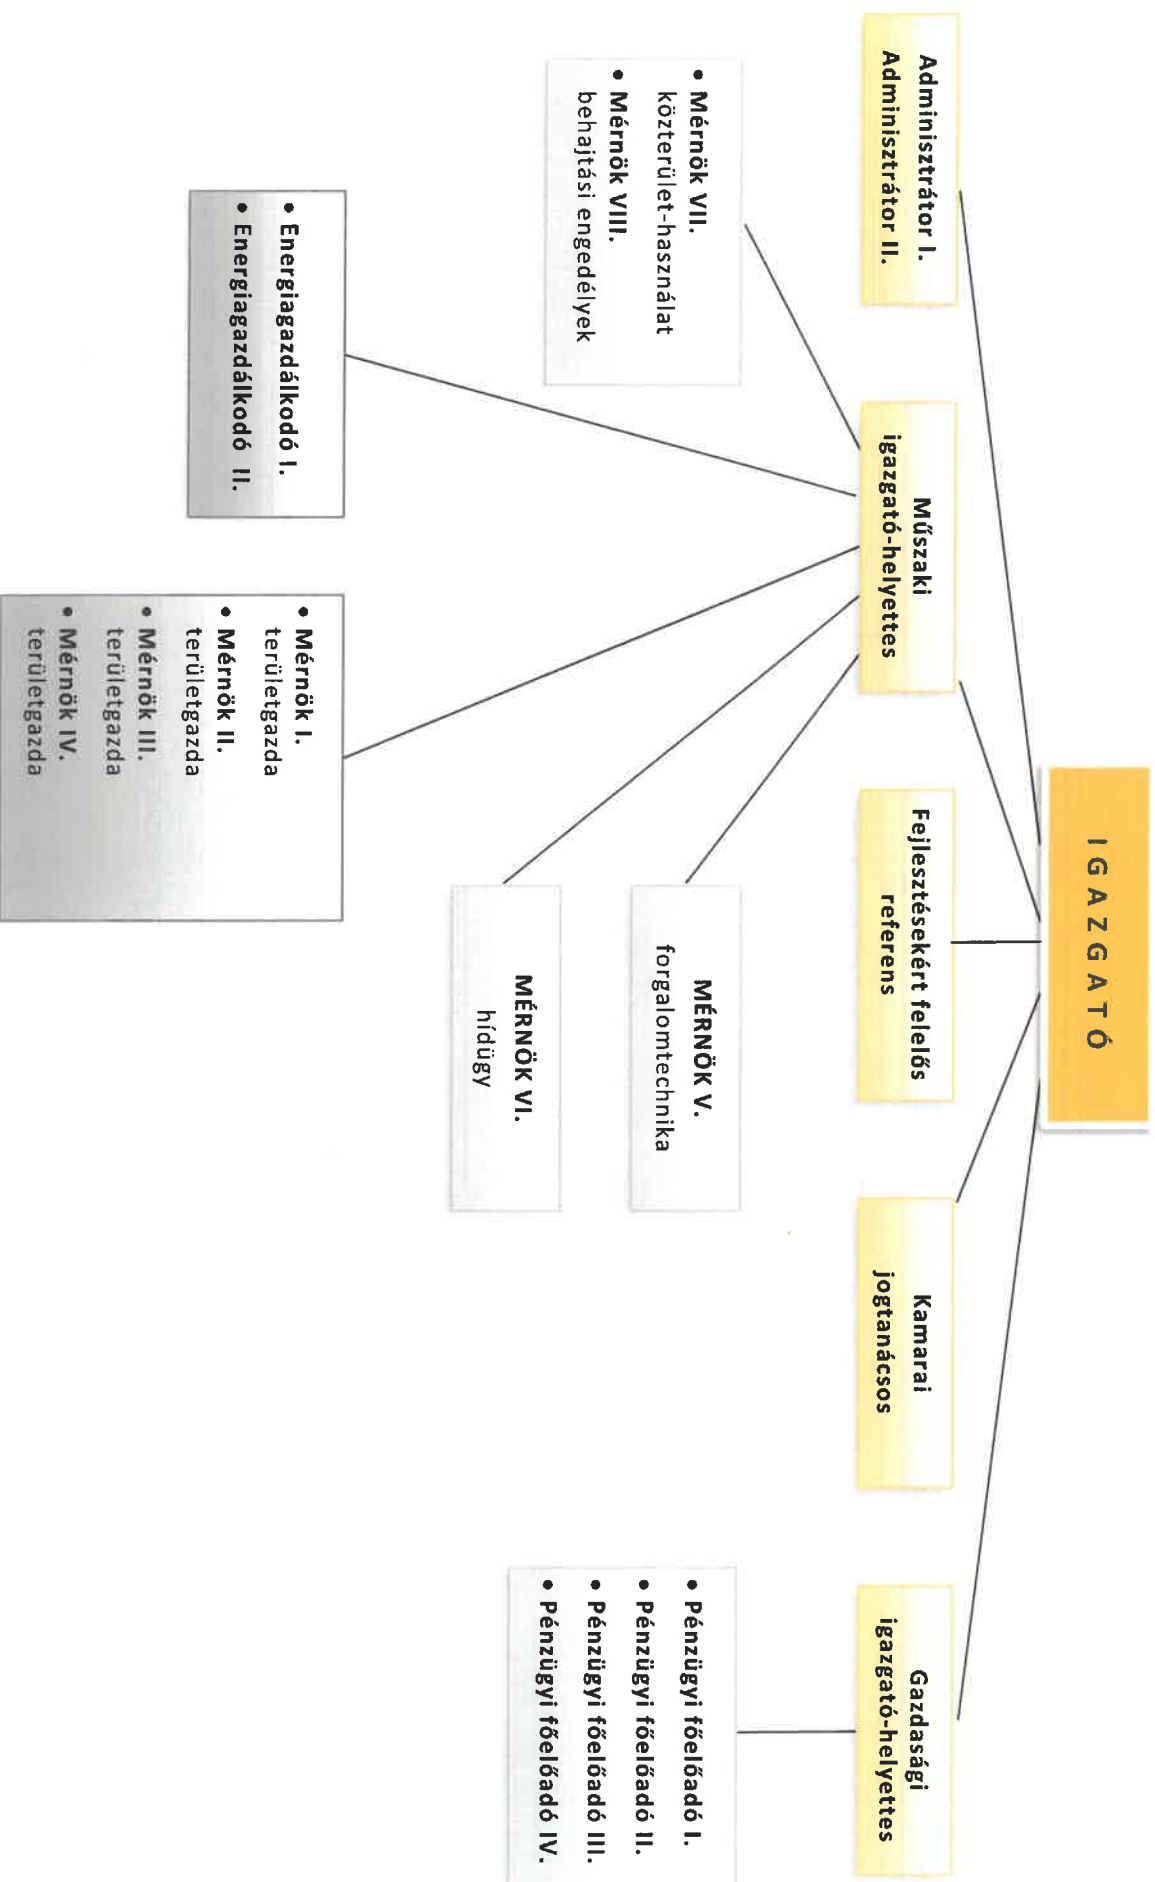 IGAZGATÓ
Adminisztrátor I.
Adminisztrátor II.
Műszaki
igazgató-helyettes
Fejlesztésekért felelős
referens
Kamarai
jogtanácsos
Gazdasági
igazgató-helyettes
• Mérnök VII.
közterület-használat
• Mérnök VIII.
behajtási engedélyek
MÉRNÖK V.
forgalomtechnika
• Pénzügyi főelőadó I.
• Pénzügyi főelőadó II.
• Pénzügyi főelőadó III.
• Pénzügyi főelőadó IV.
MÉRNÖK VI.
hídügy
• Energiagazdálkodó I.
• Energiagazdálkodó II.
• Mérnök I.
területgazda
• Mérnök II.
területgazda
• Mérnök III.
területgazda
• Mérnök IV.
területgazda